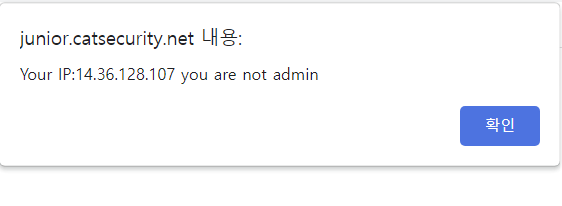 junior.catsecurity.net 내용:
Your IP:14.36.128.107 you are not admin
확인